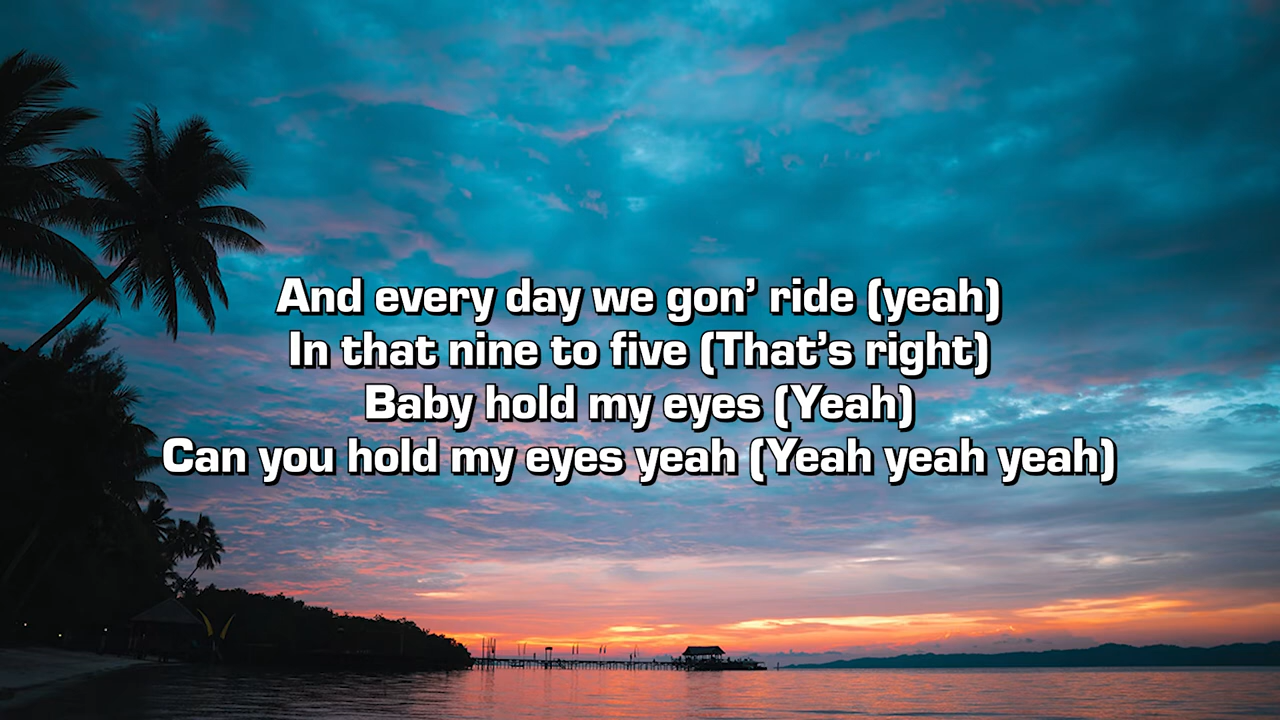 And every day we gon’ ride (yeah)
In that nine to five (That’s right)
Baby hold my eyes (Yeah)
Can you hold my eyes yeah (Yeah yeah yeah)